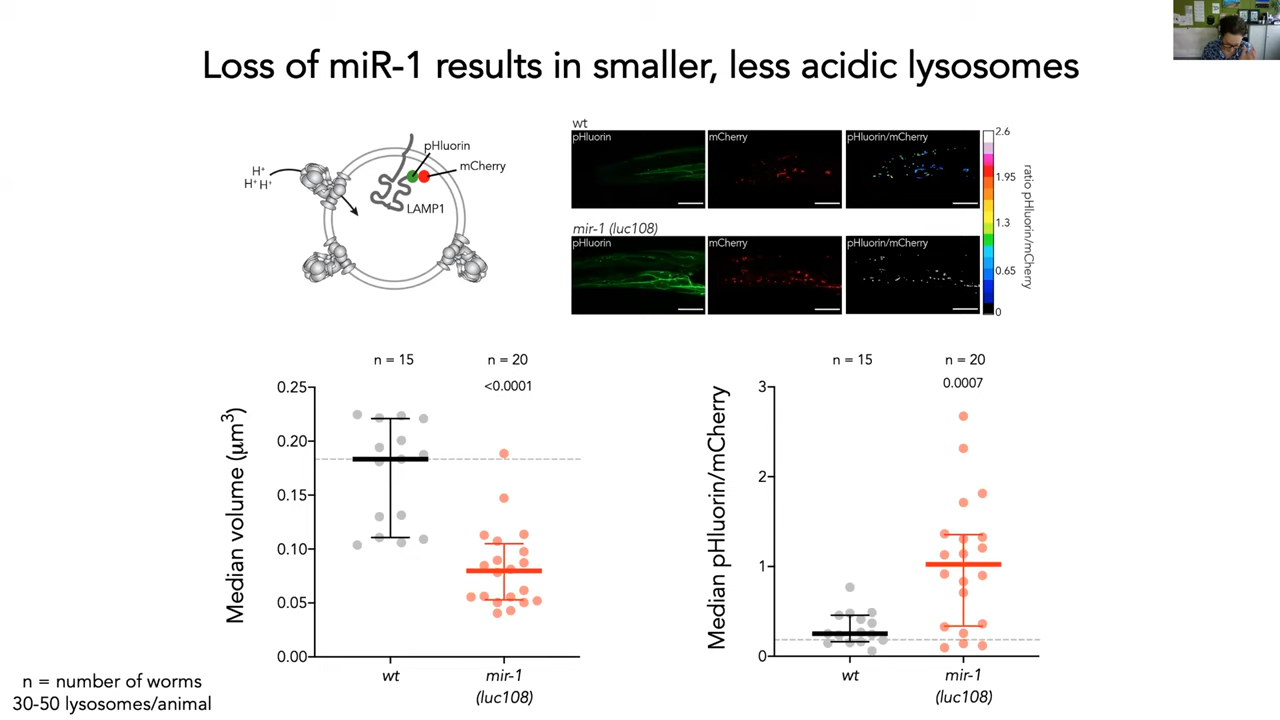 Loss of miR-1 results in smaller, less acidic lysosomes
pHluorin
mCherry
H⁺
H⁺ H⁺
LAMP1
wt
pHluorin
mCherry
pHluorin/mCherry
mir-1 (luc108)
pHluorin
mCherry
pHluorin/mCherry
2.6
1.95
1.3
0.65
0
ratio pHluorin/mCherry
n = 15
n = 20
<0.0001
Median volume (µm³)
0.25
0.20
0.15
0.10
0.05
0.00
wt
mir-1
(luc108)
n = 15
n = 20
0.0007
Median pHluorin/mCherry
3
2
1
0
wt
mir-1
(luc108)
n = number of worms
30-50 lysosomes/animal